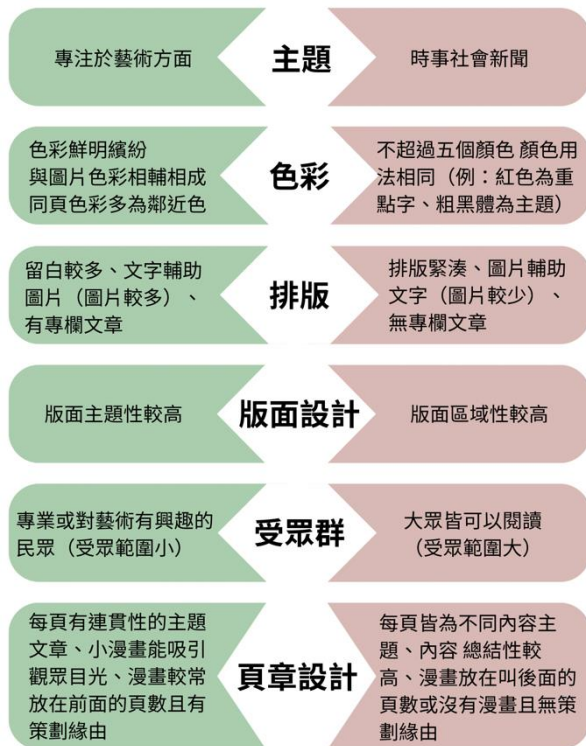 專注於藝術方面
主題
時事社會新聞
色彩鮮明繽紛
與圖片色彩相輔相成
同頁色彩多為鄰近色
色彩
不超過五個顏色 顏色用
法相同（例：紅色為重
點字、粗黑體為主題）
留白較多、文字輔助
圖片（圖片較多）、
有專欄文章
排版
排版緊湊、圖片輔助
文字（圖片較少）、
無專欄文章
版面主題性較高
版面設計
版面區域性較高
專業或對藝術有興趣的
民眾（受眾範圍小）
受眾群
大眾皆可以閱讀
（受眾範圍大）
每頁有連貫性的主題
文章、小漫畫能吸引
觀眾目光、漫畫較常
放在前面的頁數且有
策劃緣由
頁章設計
每頁皆為不同內容主
題、內容 總結性較
高、漫畫放在叫後面的
頁數或沒有漫畫且無策
劃緣由